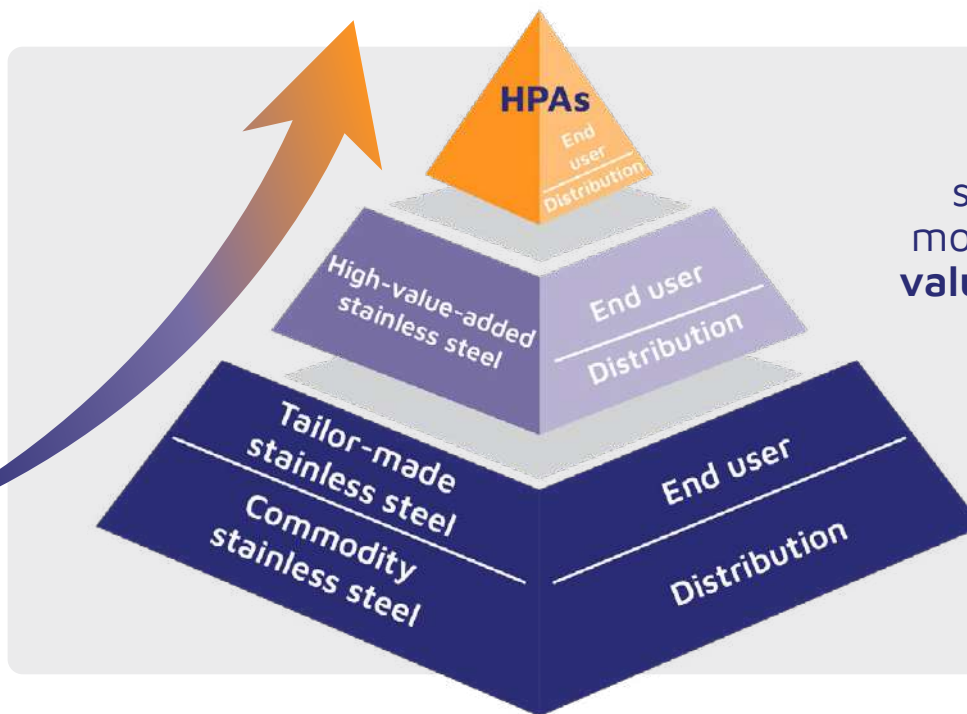 HPAs
End
user
Distribution
High-value-added
stainless steel
End user
Distribution
Tailor-made
stainless steel
Commodity
stainless steel
End user
Distribution